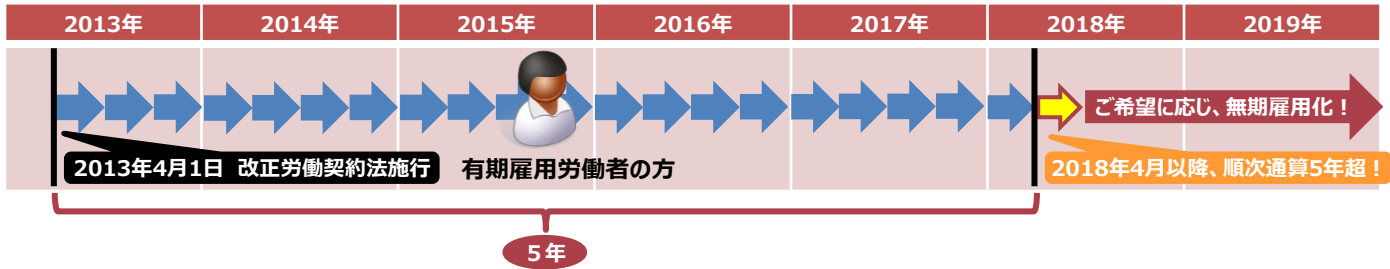 2013年 2014年 2015年 2016年 2017年 2018年 2019年
ご希望に応じ、無期雇用化！
2013年4月1日 改正労働契約法施行
有期雇用労働者の方
2018年4月以降、順次通算5年超！
５年